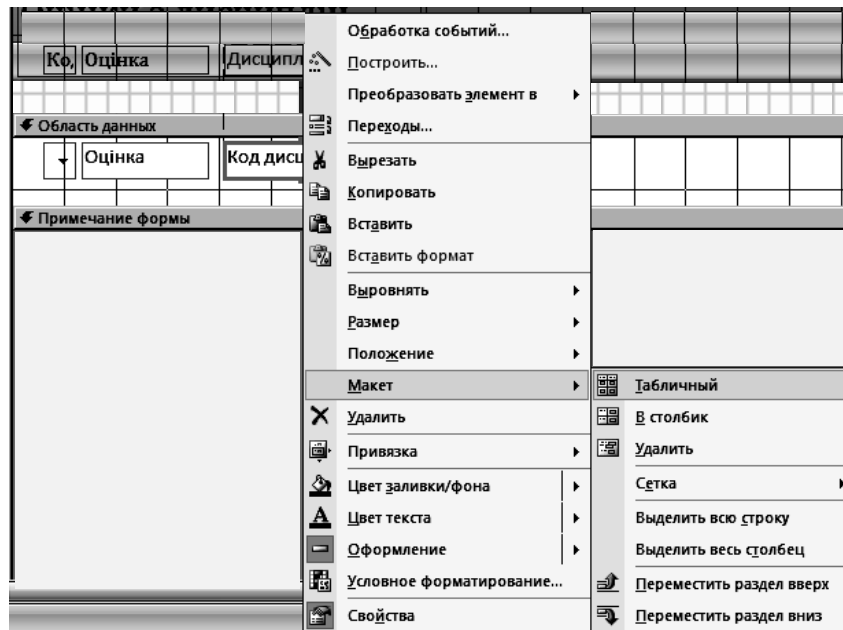 Ко, Оцінка Дисципл
Область данных
Оцінка Код дисц
Примечание формы
Обработка событий...
Построить...
Преобразовать элемент в
Переходы...
Вырезать
Копировать
Вставить
Вставить формат
Выровнять
Размер
Положение
Макет
Удалить
Привязка
Цвет заливки/фона
Цвет текста
Оформление
Условное форматирование...
Свойства
Табличный
В столбик
Удалить
Сетка
Выделить всю строку
Выделить весь столбец
Переместить раздел вверх
Переместить раздел вниз